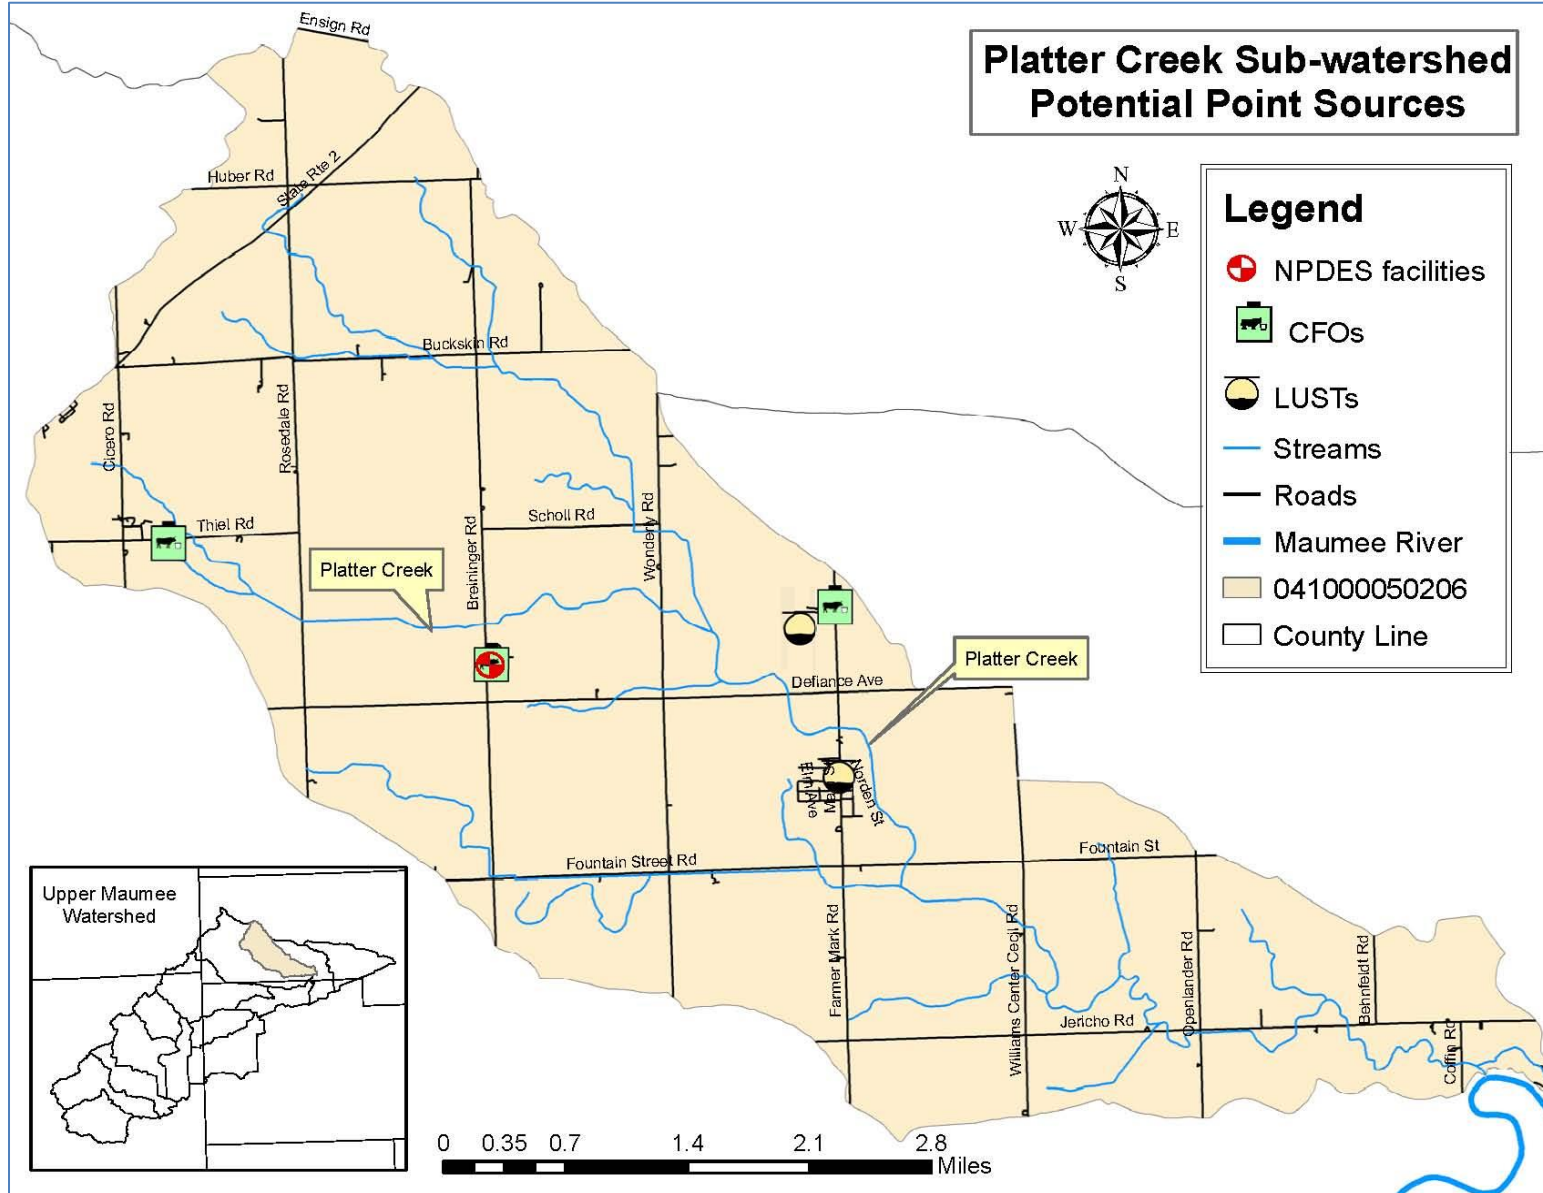 Ensign Rd
Platter Creek Sub-watershed
Potential Point Sources
State Rte 2
Huber Rd
N
W
E
S
Legend
NPDES facilities
CFOs
LUSTs
Streams
Roads
Maumee River
041000050206
County Line
Buckskin Rd
Cicero Rd
Rosedale Rd
Breininger Rd
Wonderly Rd
Thiel Rd
Scholl Rd
Platter Creek
Platter Creek
Defiance Ave
Elm Ave
Norden St
Fountain Street Rd
Fountain St
Farmer Mark Rd
Williams Center Cecil Rd
Openlander Rd
Behnfeldt Rd
Jericho Rd
Coffin Rd
Upper Maumee
Watershed
0 0.35 0.7 1.4 2.1 2.8
Miles